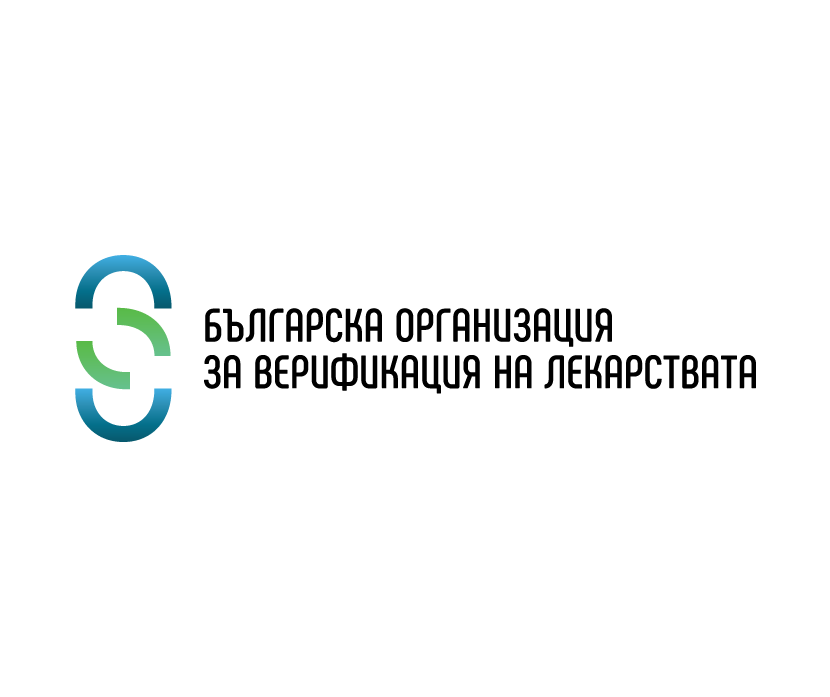 БЪЛГАРСКА ОРГАНИЗАЦИЯ
ЗА ВЕРИФИКАЦИЯ НА ЛЕКАРСТВАТА